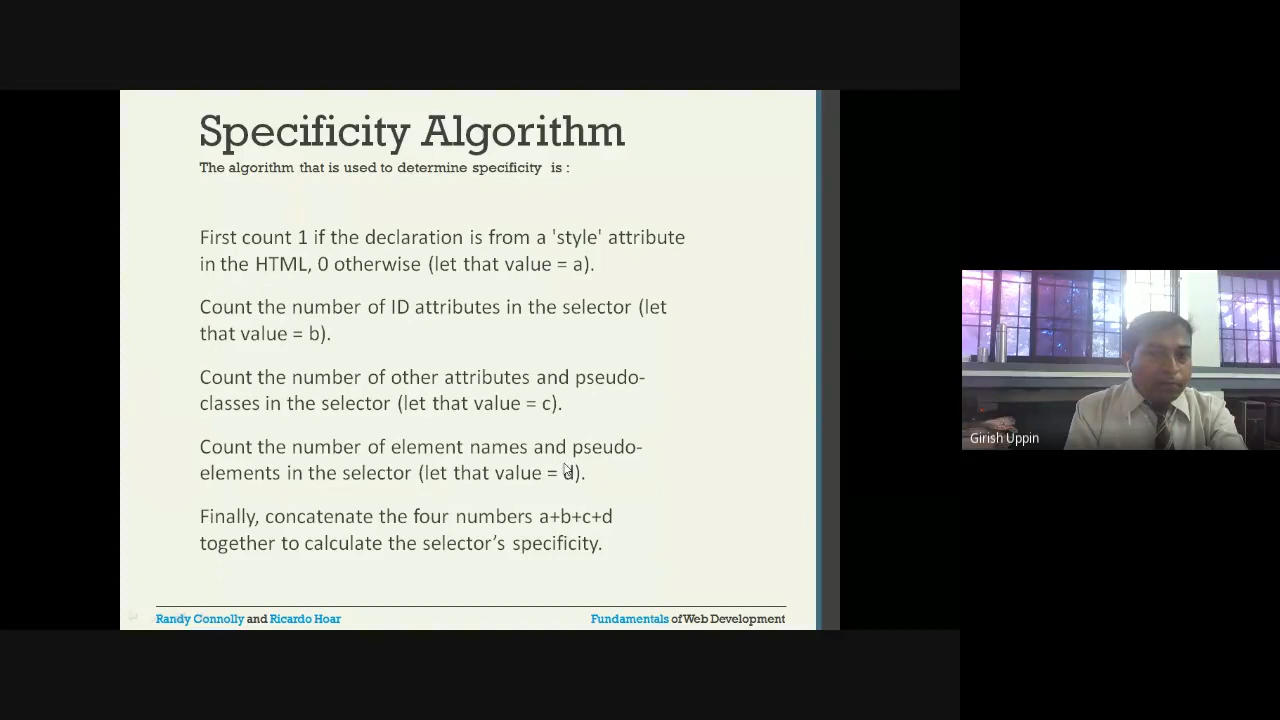 Specificity Algorithm
The algorithm that is used to determine specificity is :
First count 1 if the declaration is from a 'style' attribute
in the HTML, 0 otherwise (let that value = a).
Count the number of ID attributes in the selector (let
that value = b).
Count the number of other attributes and pseudo-
classes in the selector (let that value = c).
Count the number of element names and pseudo-
elements in the selector (let that value = d).
Finally, concatenate the four numbers a+b+c+d
together to calculate the selector’s specificity.
Randy Connolly and Ricardo Hoar
Fundamentals of Web Development
Girish Uppin